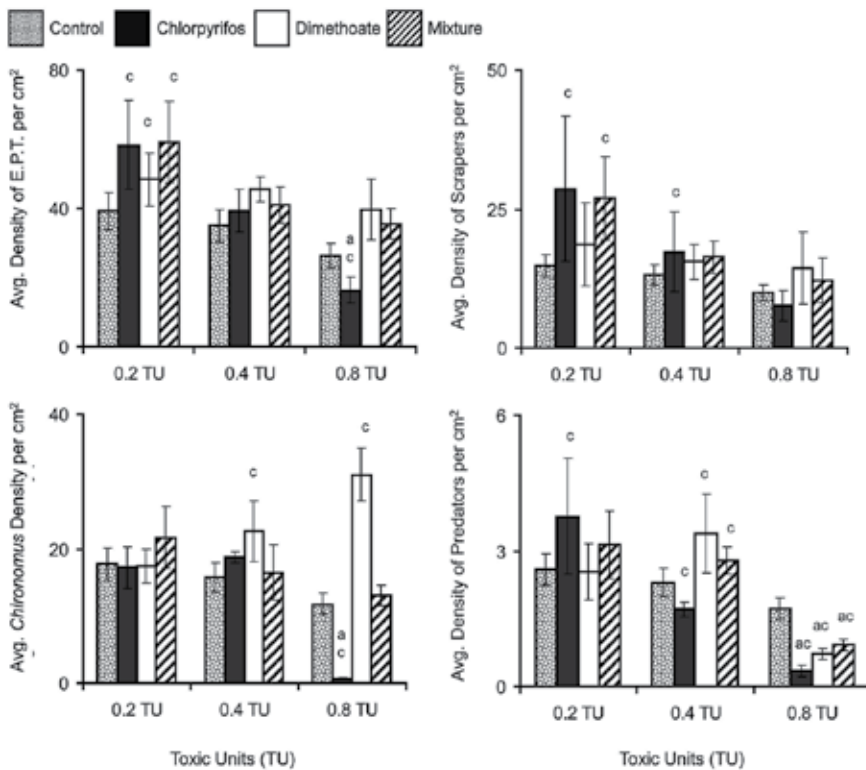 Control Chlorpyrifos Dimethoate Mixture
Avg. Density of E.P.T. per cm²
80
40
0
c
c
c
a
c
0.2 TU 0.4 TU 0.8 TU
Avg. Density of Scrapers per cm²
50
25
0
c
c
c
0.2 TU 0.4 TU 0.8 TU
Avg. Chironomus Density per cm²
40
20
0
c
c
a
c
0.2 TU 0.4 TU 0.8 TU
Toxic Units (TU)
Avg. Density of Predators per cm²
6
3
0
c
c
c
c
ac
ac
ac
0.2 TU 0.4 TU 0.8 TU
Toxic Units (TU)